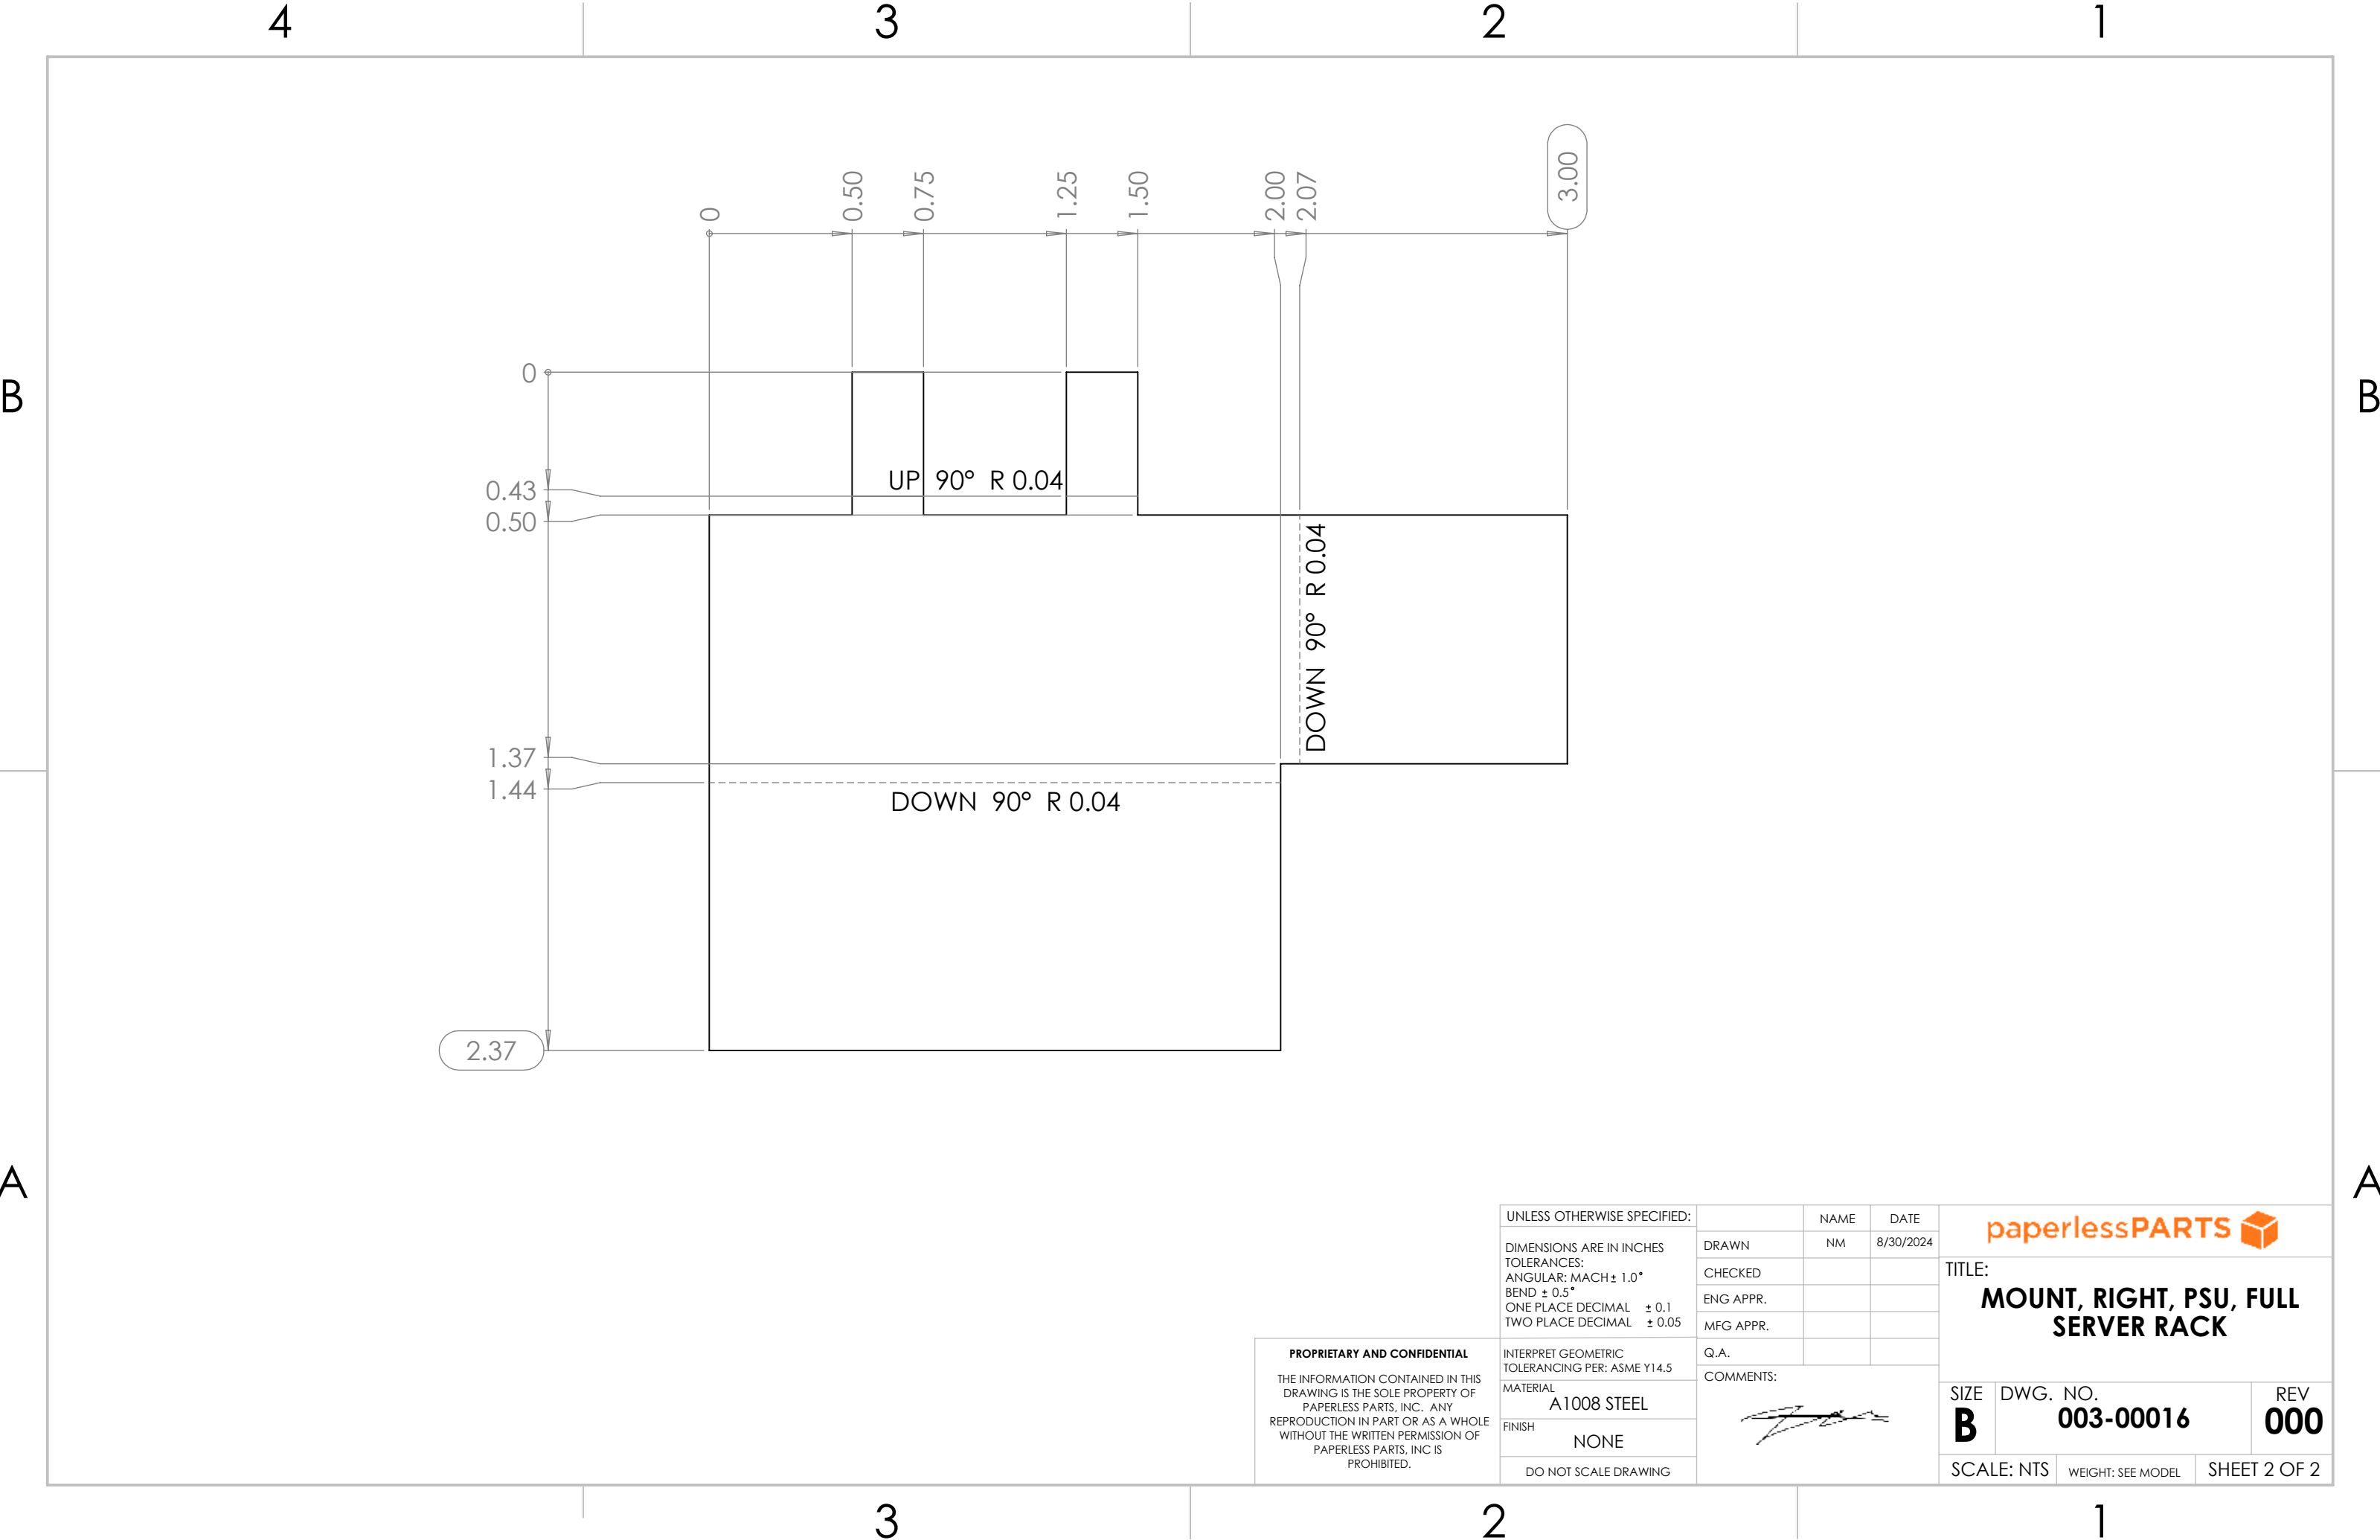 4 3 2 1
0 0.50 0.75 1.25 1.50 2.00 2.07 3.00
0
B B
UP 90° R 0.04
0.43
0.50
DOWN 90° R 0.04
1.37
1.44
DOWN 90° R 0.04
2.37
A A
UNLESS OTHERWISE SPECIFIED:
DIMENSIONS ARE IN INCHES
TOLERANCES:
ANGULAR: MACH ± 1.0°
BEND ± 0.5°
ONE PLACE DECIMAL ± 0.1
TWO PLACE DECIMAL ± 0.05
INTERPRET GEOMETRIC
TOLERANCING PER: ASME Y14.5
MATERIAL
A1008 STEEL
FINISH
NONE
DO NOT SCALE DRAWING
PROPRIETARY AND CONFIDENTIAL
THE INFORMATION CONTAINED IN THIS
DRAWING IS THE SOLE PROPERTY OF
PAPERLESS PARTS, INC. ANY
REPRODUCTION IN PART OR AS A WHOLE
WITHOUT THE WRITTEN PERMISSION OF
PAPERLESS PARTS, INC IS
PROHIBITED.
NAME DATE
DRAWN NM 8/30/2024
CHECKED
ENG APPR.
MFG APPR.
Q.A.
COMMENTS:
paperlessPARTS
TITLE:
MOUNT, RIGHT, PSU, FULL
SERVER RACK
SIZE DWG. NO. REV
B 003-00016 000
SCALE: NTS WEIGHT: SEE MODEL SHEET 2 OF 2
3 2 1